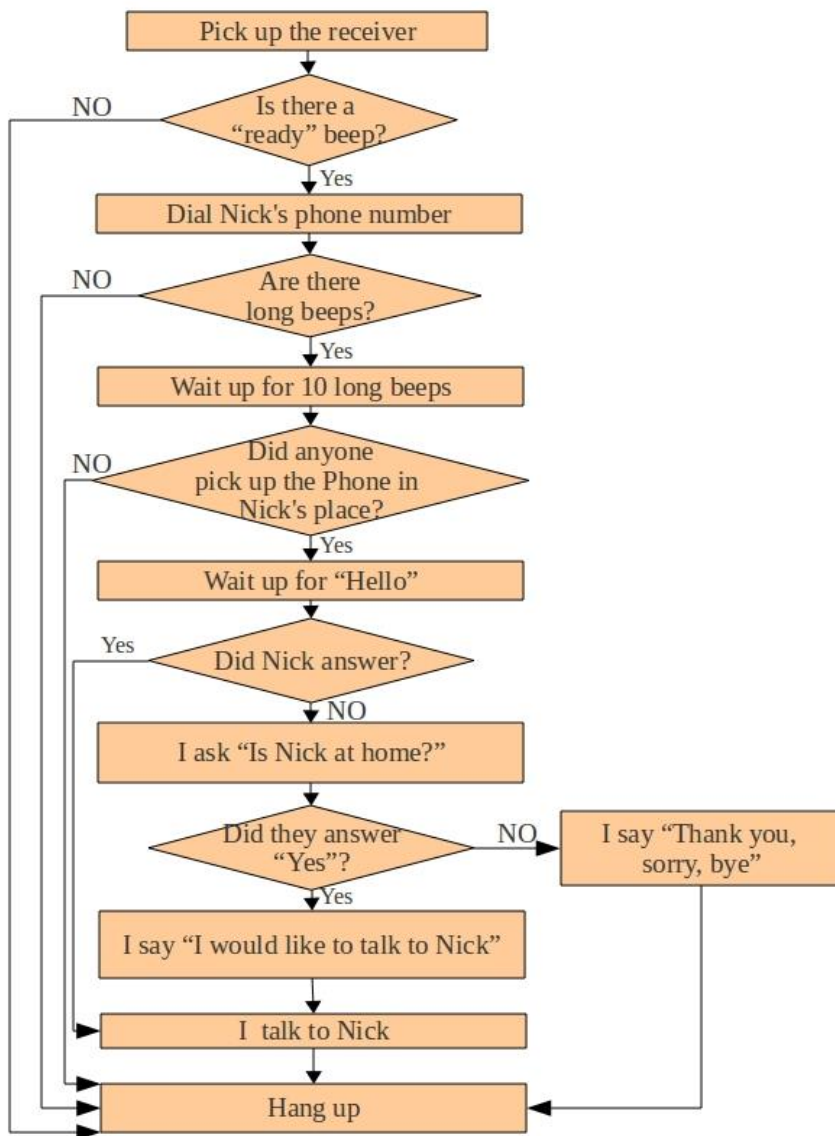 Pick up the receiver
NO
Is there a
“ready” beep?
Yes
Dial Nick's phone number
NO
Are there
long beeps?
Yes
Wait up for 10 long beeps
NO
Did anyone
pick up the Phone in
Nick's place?
Yes
Wait up for “Hello”
Yes
Did Nick answer?
NO
I ask “Is Nick at home?”
Did they answer
“Yes”?
NO
I say “Thank you,
sorry, bye”
Yes
I say “I would like to talk to Nick”
I talk to Nick
Hang up